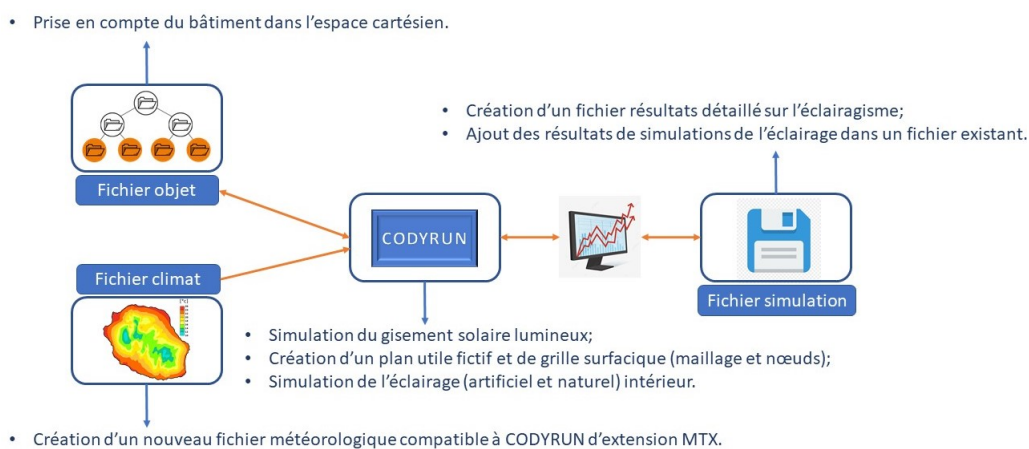 • Prise en compte du bâtiment dans l’espace cartésien.
• Création d’un fichier résultats détaillé sur l’éclairagisme;
• Ajout des résultats de simulations de l’éclairage dans un fichier existant.
Fichier objet
CODYRUN
Fichier climat
Fichier simulation
• Simulation du gisement solaire lumineux;
• Création d’un plan utile fictif et de grille surfacique (maillage et nœuds);
• Simulation de l’éclairage (artificiel et naturel) intérieur.
• Création d’un nouveau fichier météorologique compatible à CODYRUN d’extension MTX.